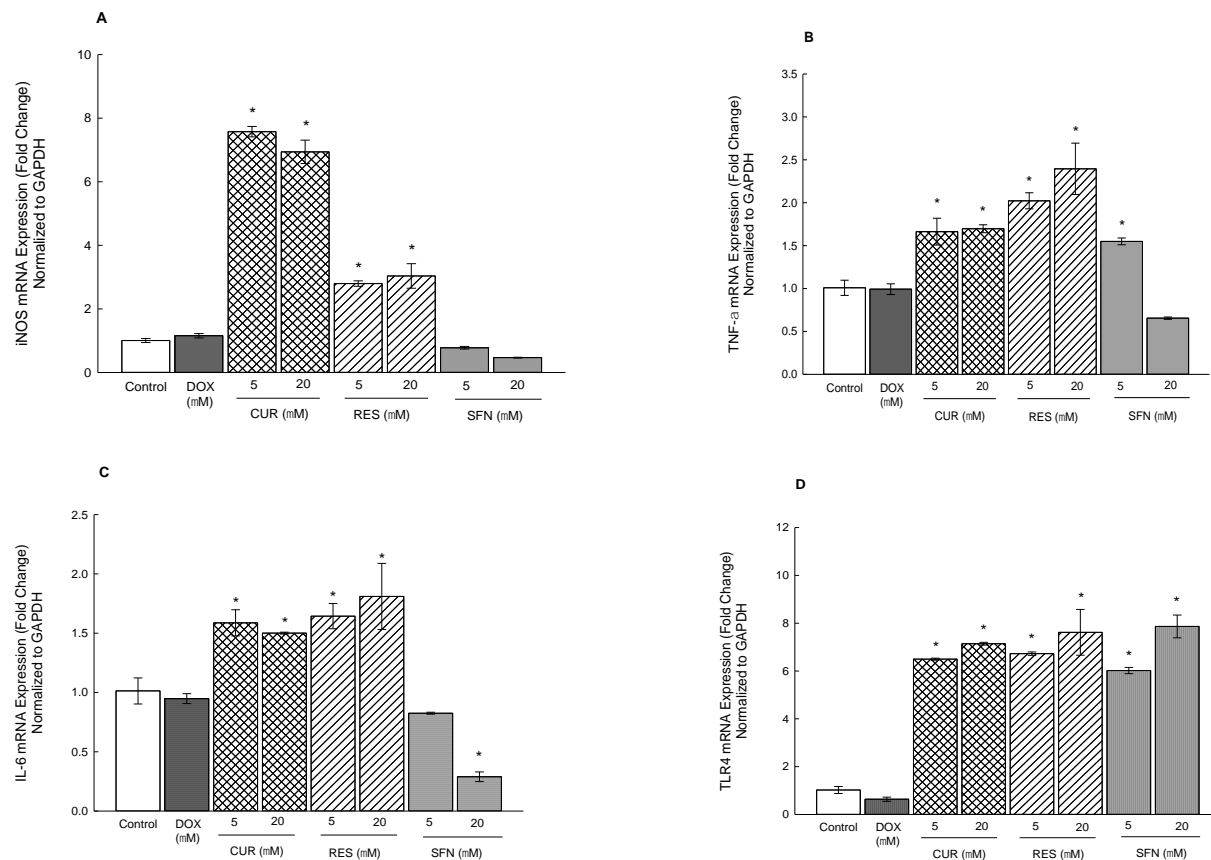 A
iNOS mRNA Expression (Fold Change)
Normalized to GAPDH
10
8
6
4
2
0
* * * *
Control DOX 5 20 5 20 5 20
(mM)
CUR (mM) RES (mM) SFN (mM)
B
TNF-a mRNA Expression (Fold Change)
Normalized to GAPDH
3.5
3.0
2.5
2.0
1.5
1.0
0.5
0.0
* * * * *
Control DOX 5 20 5 20 5 20
(mM)
CUR (mM) RES (mM) SFN (mM)
C
IL-6 mRNA Expression (Fold Change)
Normalized to GAPDH
2.5
2.0
1.5
1.0
0.5
0.0
* * * * *
Control DOX 5 20 5 20 5 20
(mM)
CUR (mM) RES (mM) SFN (mM)
D
TLR4 mRNA Expression (Fold Change)
Normalized to GAPDH
12
10
8
6
4
2
0
* * * * * *
Control DOX 5 20 5 20 5 20
(mM)
CUR (mM) RES (mM) SFN (mM)